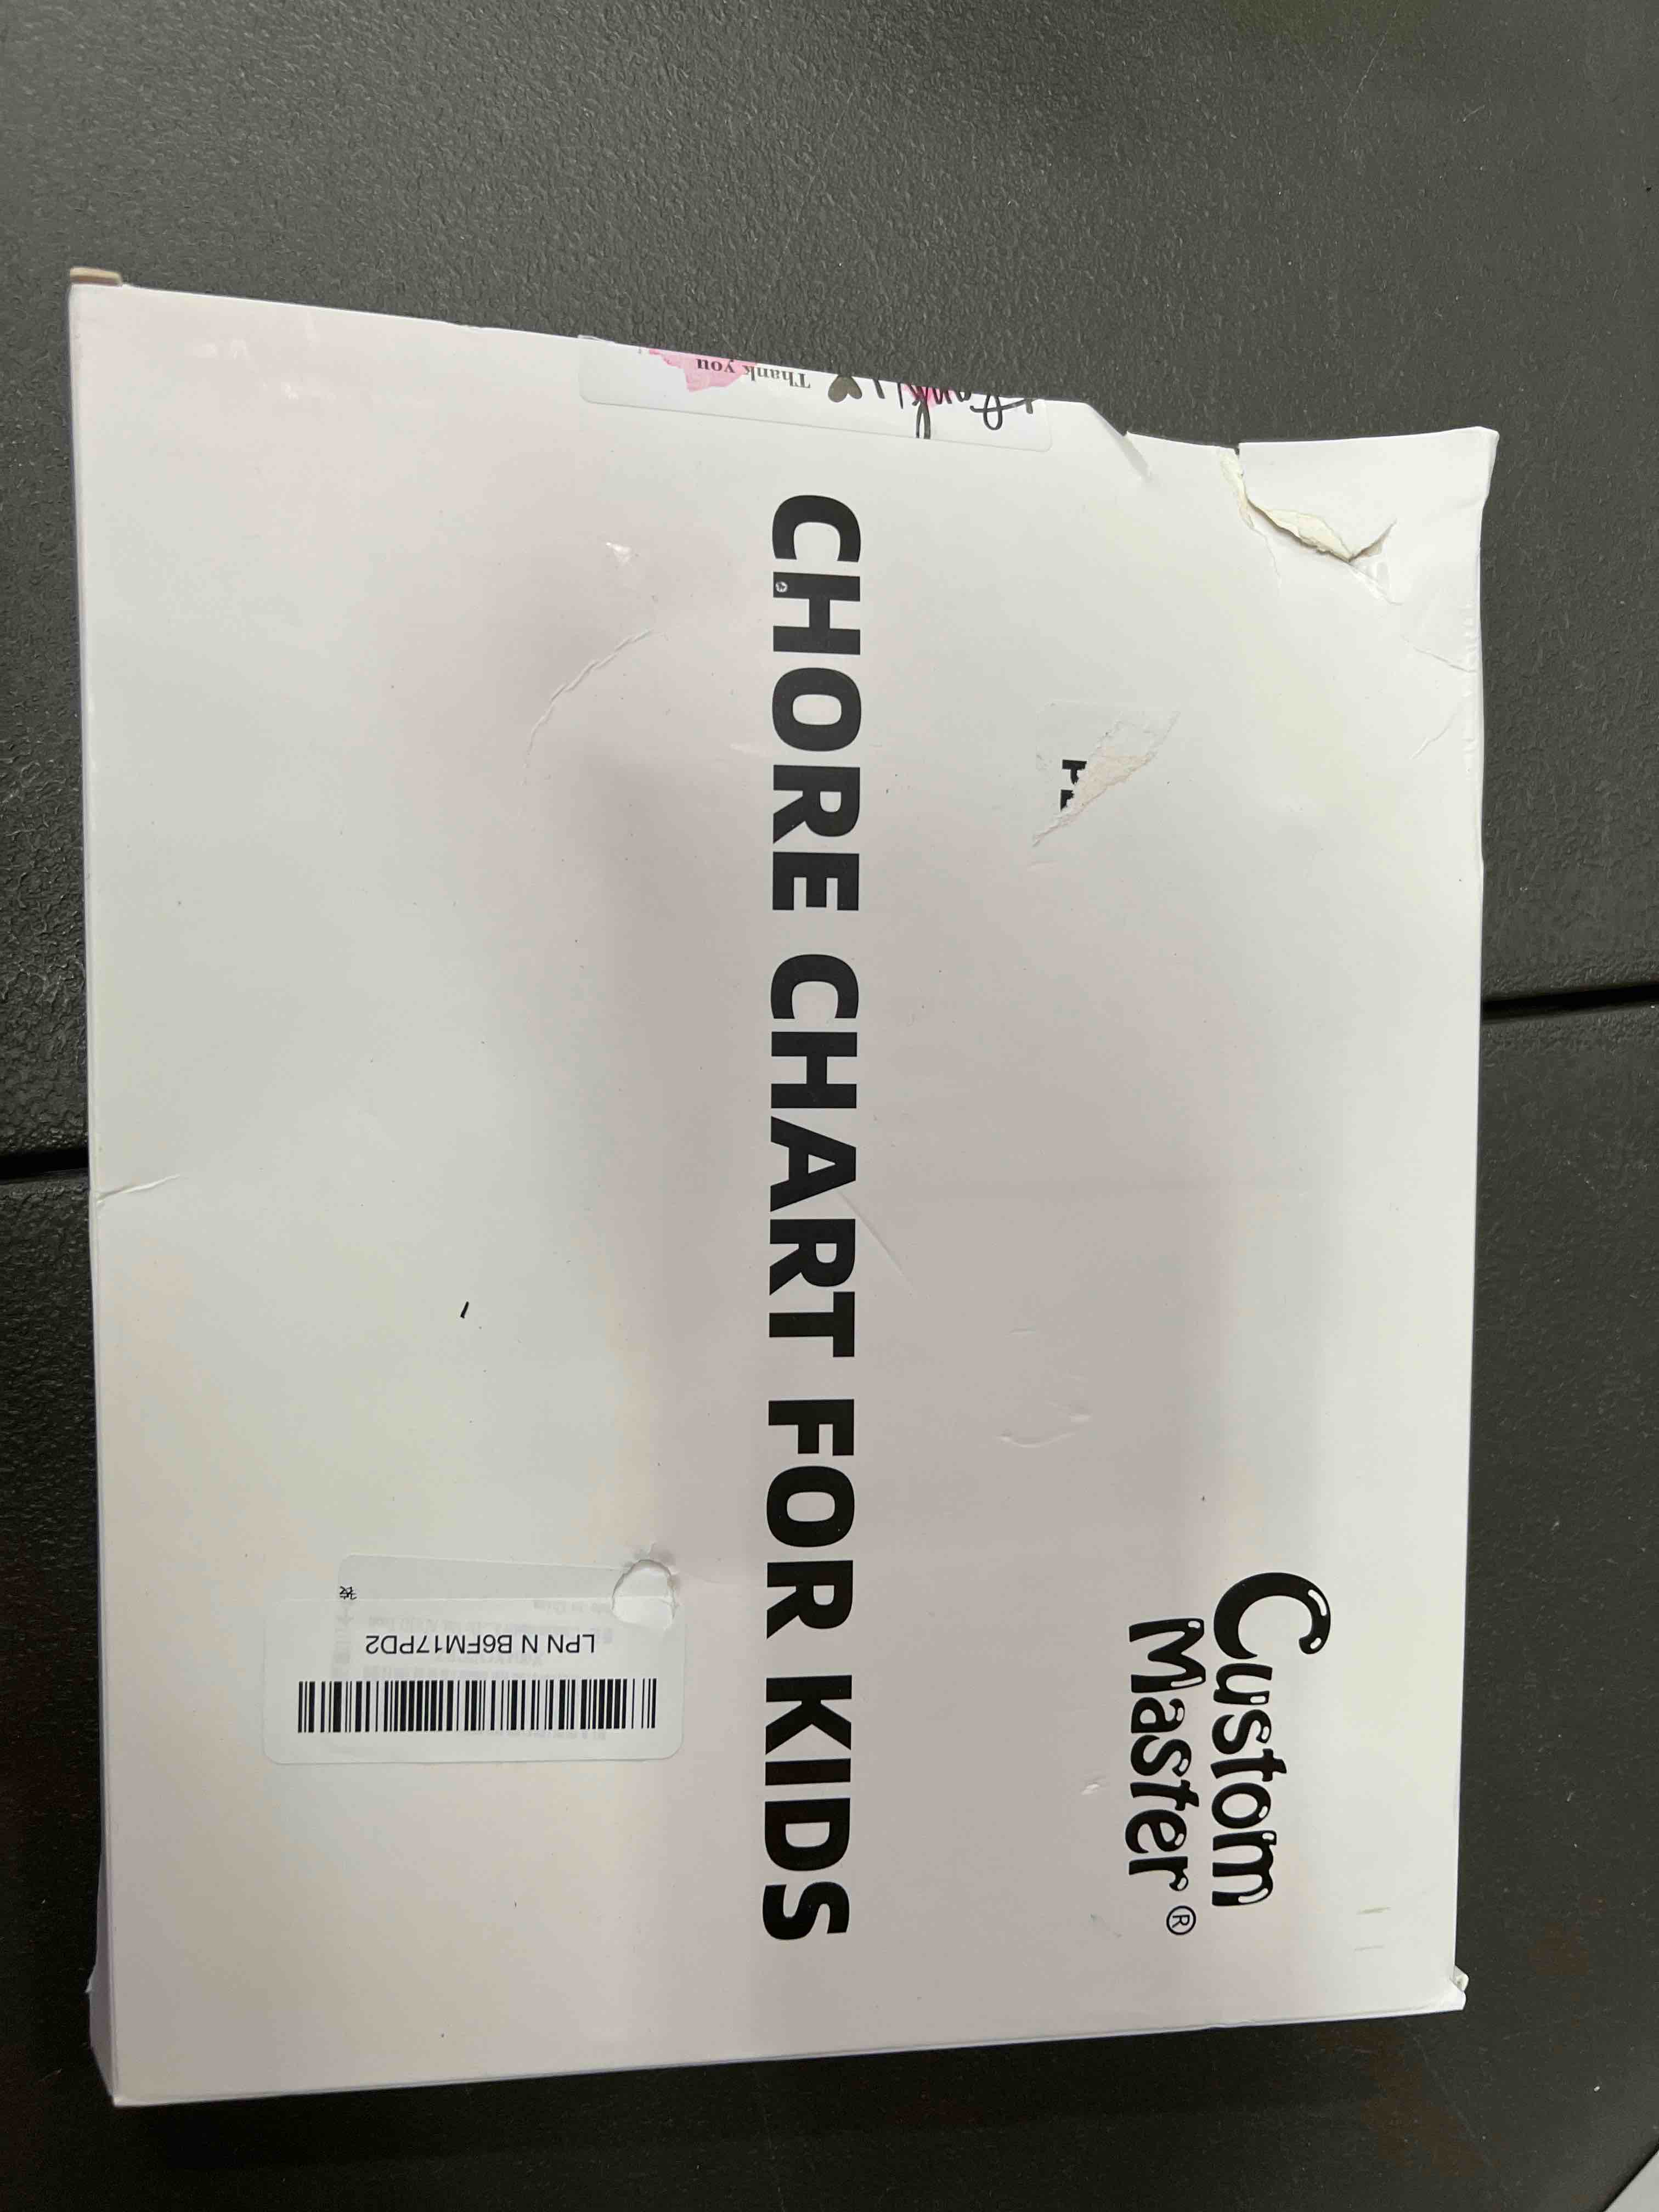 Custom
Master®
CHORE CHART FOR KIDS
Thank you
LPN N B6FM17PD2